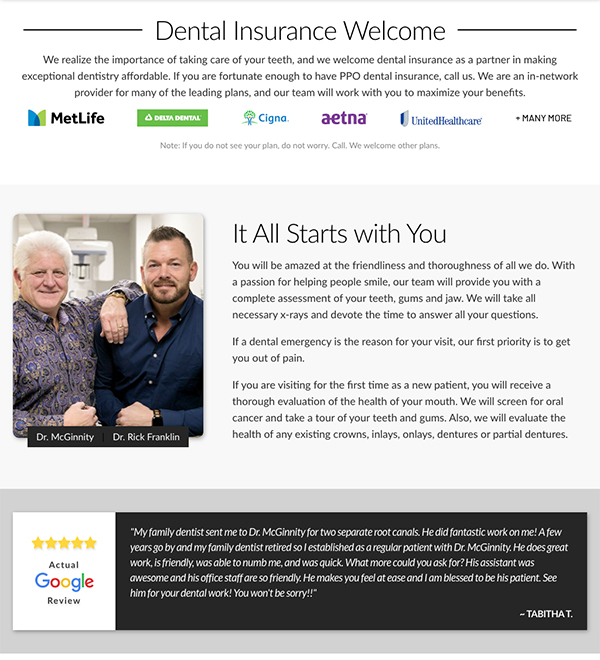 Dental Insurance Welcome
We realize the importance of taking care of your teeth, and we welcome dental insurance as a partner in making
exceptional dentistry affordable. If you are fortunate enough to have PPO dental insurance, call us. We are an in-network
provider for many of the leading plans, and our team will work with you to maximize your benefits.
MetLife DELTA DENTAL Cigna aetna UnitedHealthcare + MANY MORE
Note: If you do not see your plan, do not worry. Call. We welcome other plans.
It All Starts with You
You will be amazed at the friendliness and thoroughness of all we do. With
a passion for helping people smile, our team will provide you with a
complete assessment of your teeth, gums and jaw. We will take all
necessary x-rays and devote the time to answer all your questions.
If a dental emergency is the reason for your visit, our first priority is to get
you out of pain.
If you are visiting for the first time as a new patient, you will receive a
thorough evaluation of the health of your mouth. We will screen for oral
cancer and take a tour of your teeth and gums. Also, we will evaluate the
health of any existing crowns, inlays, onlays, dentures or partial dentures.
Dr. McGinnity | Dr. Rick Franklin
Actual
Google
Review
"My family dentist sent me to Dr. McGinnity for two separate root canals. He did fantastic work on me! A few
years go by and my family dentist retired so I established as a regular patient with Dr. McGinnity. He does great
work, is friendly, was able to numb me, and was quick. What more could you ask for? His assistant was
awesome and his office staff are so friendly. He makes you feel at ease and I am blessed to be his patient. See
him for your dental work! You won't be sorry!!"
~ TABITHA T.